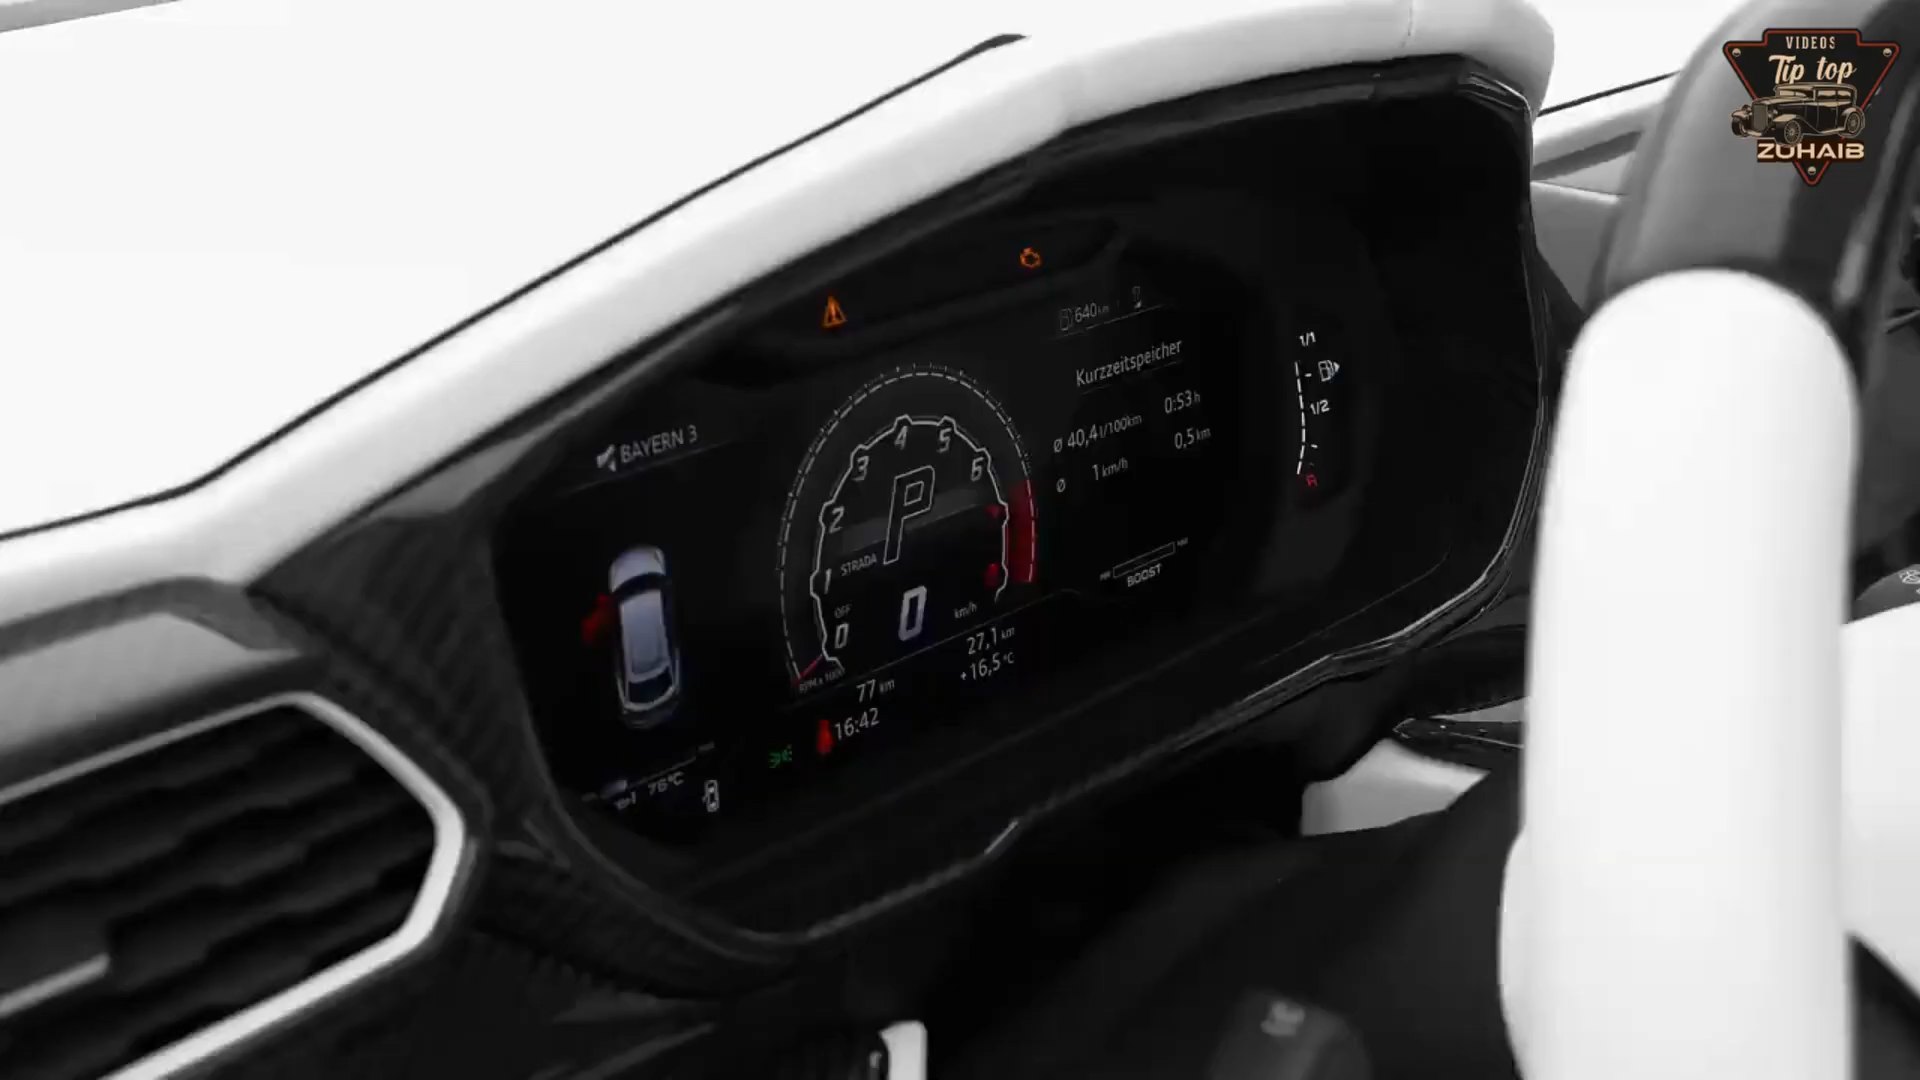 VIDEOS
Tip top
ZUHAIB
640 km
Kurzzeitspeicher
0:53 h
ø 40,4 l/100km
0,5 km
ø 1 km/h
1/1
1/2
R
BAYERN 3
4
3
5
6
2
P
STRADA
1
OFF
0
0
km/h
RPM x 1000
BOOST
27,1 km
+16,5 °C
77 km
16:42
76°C